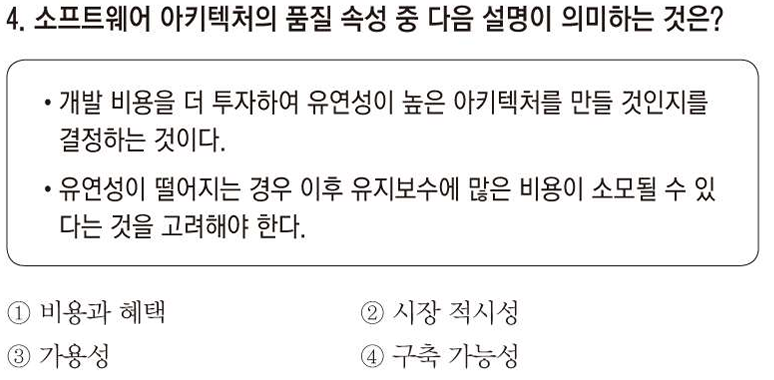 4. 소프트웨어 아키텍처의 품질 속성 중 다음 설명이 의미하는 것은?
• 개발 비용을 더 투자하여 유연성이 높은 아키텍처를 만들 것인지를
결정하는 것이다.
• 유연성이 떨어지는 경우 이후 유지보수에 많은 비용이 소모될 수 있
다는 것을 고려해야 한다.
① 비용과 혜택 ② 시장 적시성
③ 가용성 ④ 구축 가능성